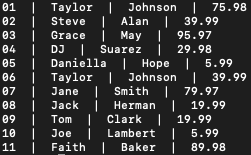 01 | Taylor | Johnson | 75.98
02 | Steve | Alan | 39.99
03 | Grace | May | 95.97
04 | DJ | Suarez | 29.98
05 | Daniella | Hope | 5.99
06 | Taylor | Johnson | 39.99
07 | Jane | Smith | 79.97
08 | Jack | Herman | 19.99
09 | Tom | Clark | 19.99
10 | Joe | Lambert | 5.99
11 | Faith | Baker | 89.98